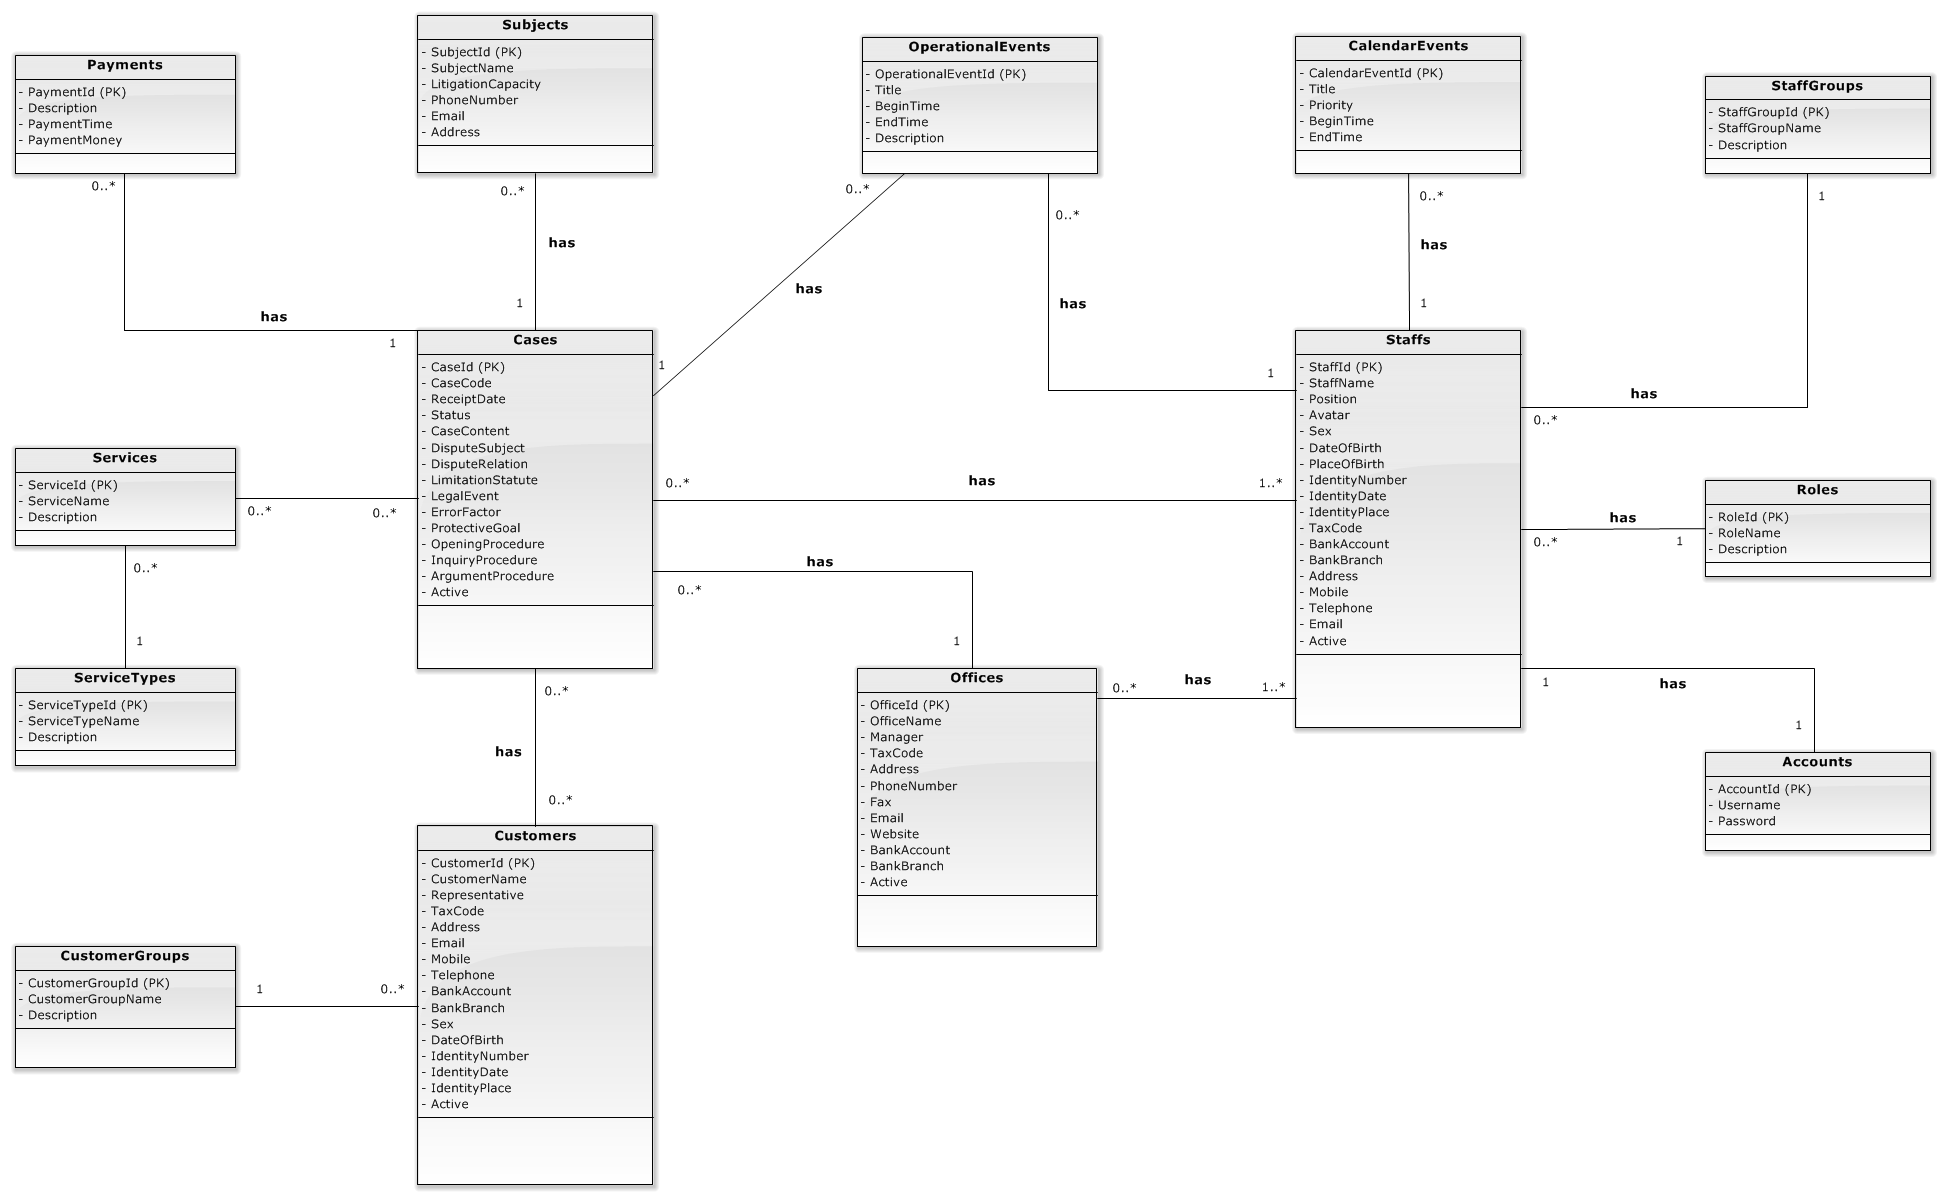 Payments
- PaymentId (PK)
- Description
- PaymentTime
- PaymentMoney
0..*
has
1
Subjects
- SubjectId (PK)
- SubjectName
- LitigationCapacity
- PhoneNumber
- Email
- Address
0..*
has
1
OperationalEvents
- OperationalEventId (PK)
- Title
- BeginTime
- EndTime
- Description
0..*
has
1
0..*
has
1
CalendarEvents
- CalendarEventId (PK)
- Title
- Priority
- BeginTime
- EndTime
0..*
has
1
StaffGroups
- StaffGroupId (PK)
- StaffGroupName
- Description
1
has
0..*
Cases
- CaseId (PK)
- CaseCode
- ReceiptDate
- Status
- CaseContent
- DisputeSubject
- DisputeRelation
- LimitationStatute
- LegalEvent
- ErrorFactor
- ProtectiveGoal
- OpeningProcedure
- InquiryProcedure
- ArgumentProcedure
- Active
0..*
has
1..*
0..*
has
1
Staffs
- StaffId (PK)
- StaffName
- Position
- Avatar
- Sex
- DateOfBirth
- PlaceOfBirth
- IdentityNumber
- IdentityDate
- IdentityPlace
- TaxCode
- BankAccount
- BankBranch
- Address
- Mobile
- Telephone
- Email
- Active
Services
- ServiceId (PK)
- ServiceName
- Description
0..*
0..*
0..*
1
Roles
- RoleId (PK)
- RoleName
- Description
has
0..*
1
ServiceTypes
- ServiceTypeId (PK)
- ServiceTypeName
- Description
0..*
has
0..*
Offices
- OfficeId (PK)
- OfficeName
- Manager
- TaxCode
- Address
- PhoneNumber
- Fax
- Email
- Website
- BankAccount
- BankBranch
- Active
0..*
has
1..*
1
has
1
Accounts
- AccountId (PK)
- Username
- Password
Customers
- CustomerId (PK)
- CustomerName
- Representative
- TaxCode
- Address
- Email
- Mobile
- Telephone
- BankAccount
- BankBranch
- Sex
- DateOfBirth
- IdentityNumber
- IdentityDate
- IdentityPlace
- Active
CustomerGroups
- CustomerGroupId (PK)
- CustomerGroupName
- Description
1
0..*